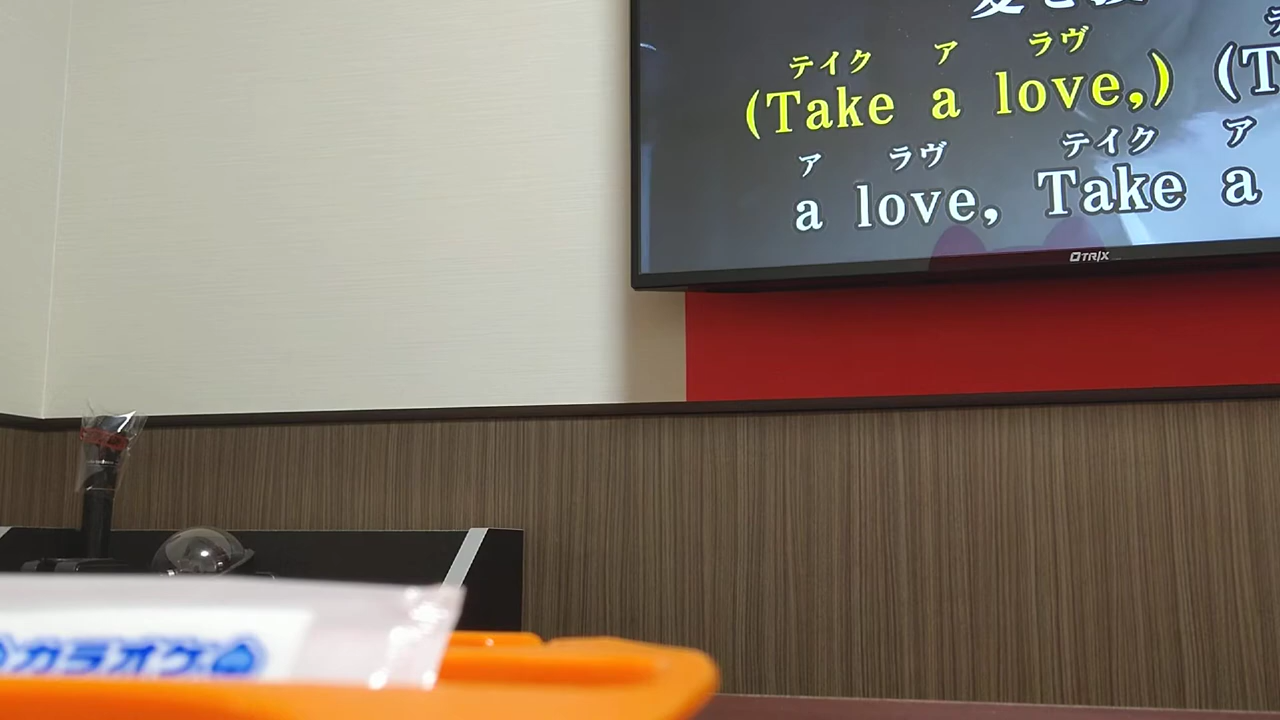 テイク ア ラヴ
(Take a love,) (T
ア ラヴ テイク ア
a love, Take a
OTRIX
カラオケ